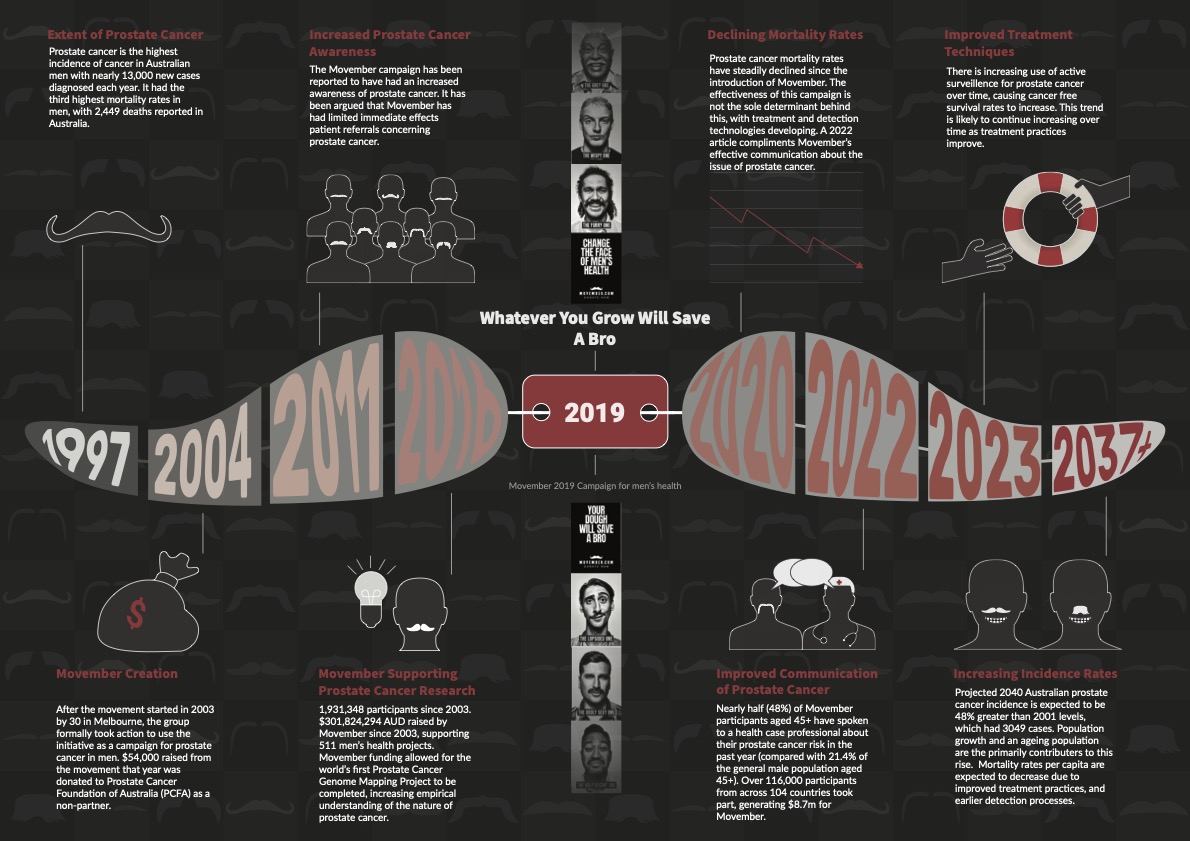 Extent of Prostate Cancer
Prostate cancer is the highest
incidence of cancer in Australian
men with nearly 13,000 new cases
diagnosed each year. It had the
third highest mortality rates in
men, with 2,449 deaths reported in
Australia.
Increased Prostate Cancer
Awareness
The Movember campaign has been
reported to have had an increased
awareness of prostate cancer. It has
been argued that Movember has
had limited immediate effects
patient referrals concerning
prostate cancer.
Declining Mortality Rates
Prostate cancer mortality rates
have steadily declined since the
introduction of Movember. The
effectiveness of this campaign is
not the sole determinant behind
this, with treatment and detection
technologies developing. A 2022
article compliments Movember's
effective communication about the
issue of prostate cancer.
Improved Treatment
Techniques
There is increasing use of active
surveillence for prostate cancer
over time, causing cancer free
survival rates to increase. This trend
is likely to continue increasing over
time as treatment practices
improve.
THE WISPY ONE
THE FURRY ONE
CHANGE
THE FACE
OF MEN'S
HEALTH
MOVEMBER.COM
Whatever You Grow Will Save
A Bro
1997
2004
2011
2016
2019
2020
2022
2023
2037+
Movember 2019 Campaign for men's health
YOUR
DOUGH
WILL SAVE
A BRO
MOVEMBER.COM
THE LOPSIDED ONE
Movember Creation
After the movement started in 2003
by 30 in Melbourne, the group
formally took action to use the
initiative as a campaign for prostate
cancer in men. $54,000 raised from
the movement that year was
donated to Prostate Cancer
Foundation of Australia (PCFA) as a
non-partner.
$
Movember Supporting
Prostate Cancer Research
1,931,348 participants since 2003.
$301,824,294 AUD raised by
Movember since 2003, supporting
511 men's health projects.
Movember funding allowed for the
world's first Prostate Cancer
Genome Mapping Project to be
completed, increasing empirical
understanding of the nature of
prostate cancer.
Improved Communication
of Prostate Cancer
Nearly half (48%) of Movember
participants aged 45+ have spoken
to a health case professional about
their prostate cancer risk in the
past year (compared with 21.4% of
the general male population aged
45+). Over 116,000 participants
from across 104 countries took
part, generating $8.7m for
Movember.
Increasing Incidence Rates
Projected 2040 Australian prostate
cancer incidence is expected to be
48% greater than 2001 levels,
which had 3049 cases. Population
growth and an ageing population
are the primarily contributers to this
rise. Mortality rates per capita are
expected to decrease due to
improved treatment practices, and
earlier detection processes.